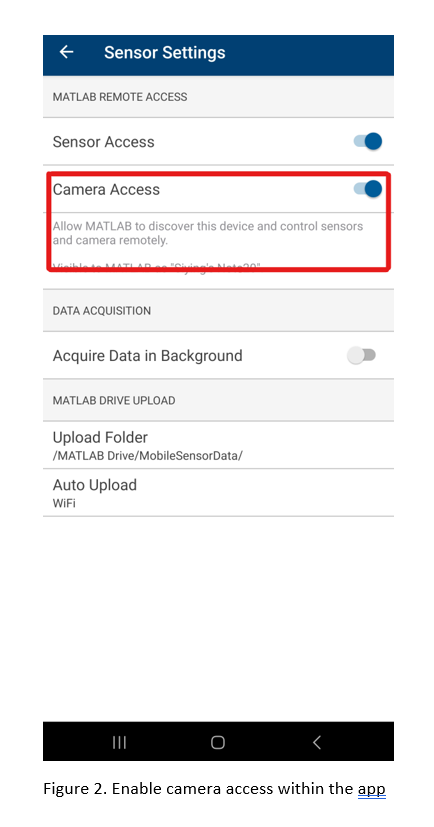 Sensor Settings
MATLAB REMOTE ACCESS
Sensor Access
Camera Access
Allow MATLAB to discover this device and control sensors
and camera remotely.
Visible to MATLAB as "Siying's Note20"
DATA ACQUISITION
Acquire Data in Background
MATLAB DRIVE UPLOAD
Upload Folder
/MATLAB Drive/MobileSensorData/
Auto Upload
WiFi
Figure 2. Enable camera access within the app